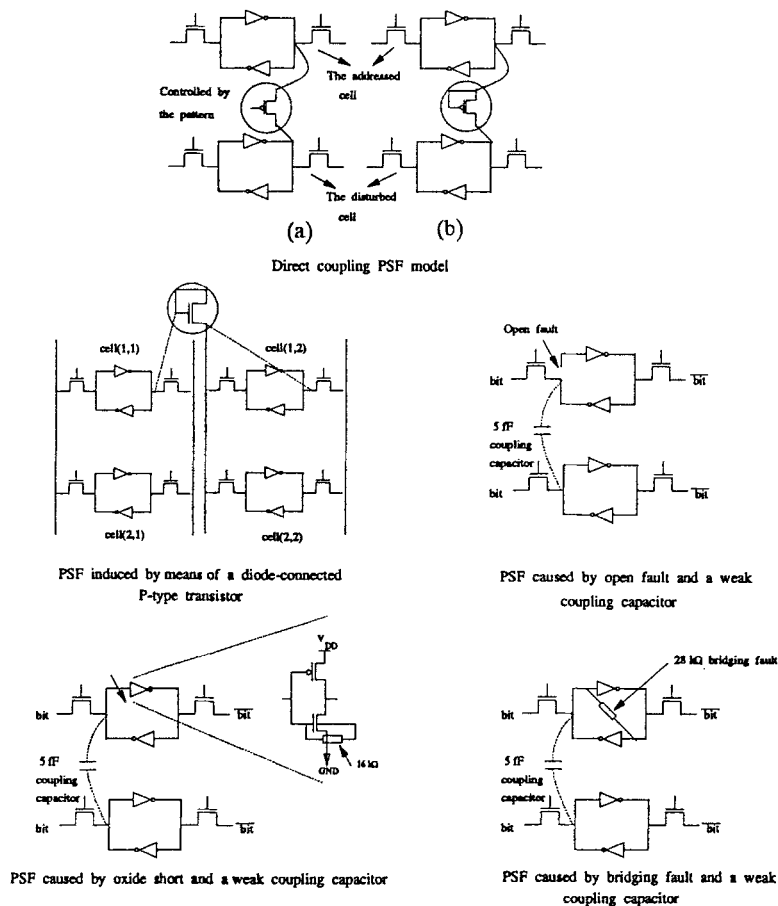 Controlled by
the pattern
The addressed
cell
The disturbed
cell
(a)
(b)
Direct coupling PSF model
cell(1,1)
cell(1,2)
cell(2,1)
cell(2,2)
PSF induced by means of a diode-connected
P-type transistor
Open fault
bit
bit
5 fF
coupling
capacitor
bit
bit
PSF caused by open fault and a weak
coupling capacitor
V DD
bit
bit
5 fF
coupling
capacitor
16 kΩ
GND
bit
bit
PSF caused by oxide short and a weak coupling capacitor
28 kΩ bridging fault
bit
bit
5 fF
coupling
capacitor
bit
bit
PSF caused by bridging fault and a weak
coupling capacitor